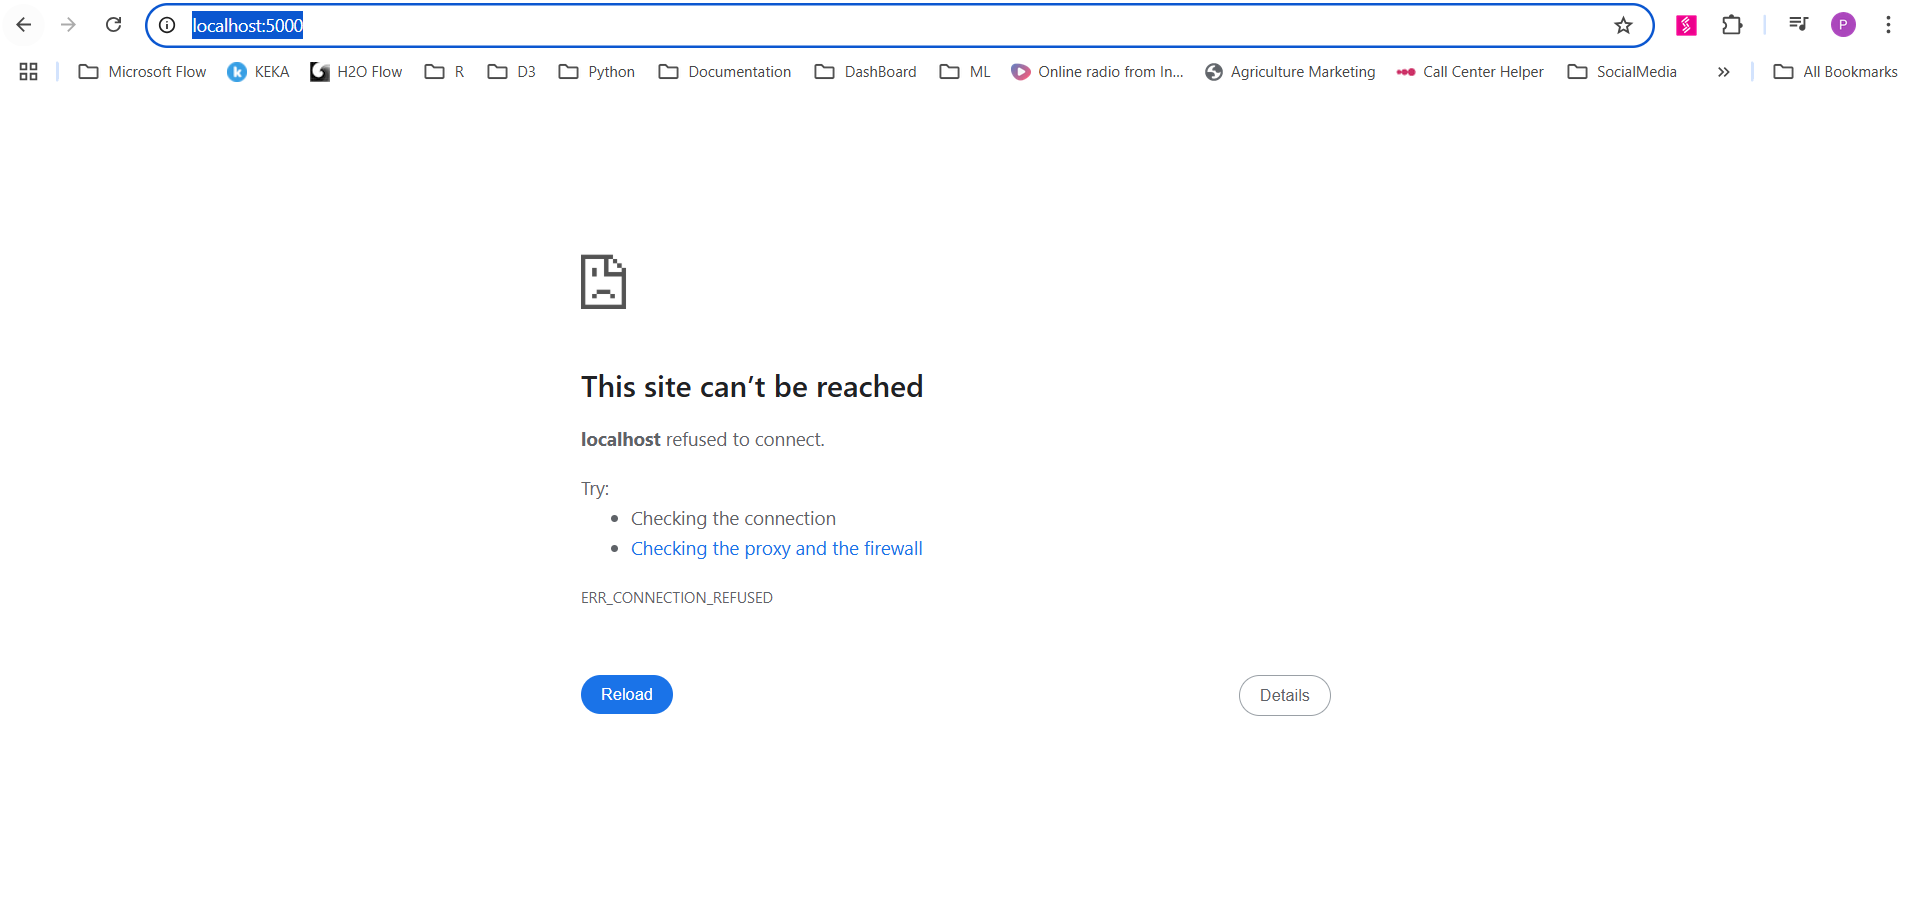 localhost:5000
P
Microsoft Flow
KEKA
H2O Flow
R
D3
Python
Documentation
DashBoard
ML
Online radio from In...
Agriculture Marketing
Call Center Helper
SocialMedia
All Bookmarks
This site can’t be reached
localhost refused to connect.
Try:
Checking the connection
Checking the proxy and the firewall
ERR_CONNECTION_REFUSED
Reload
Details